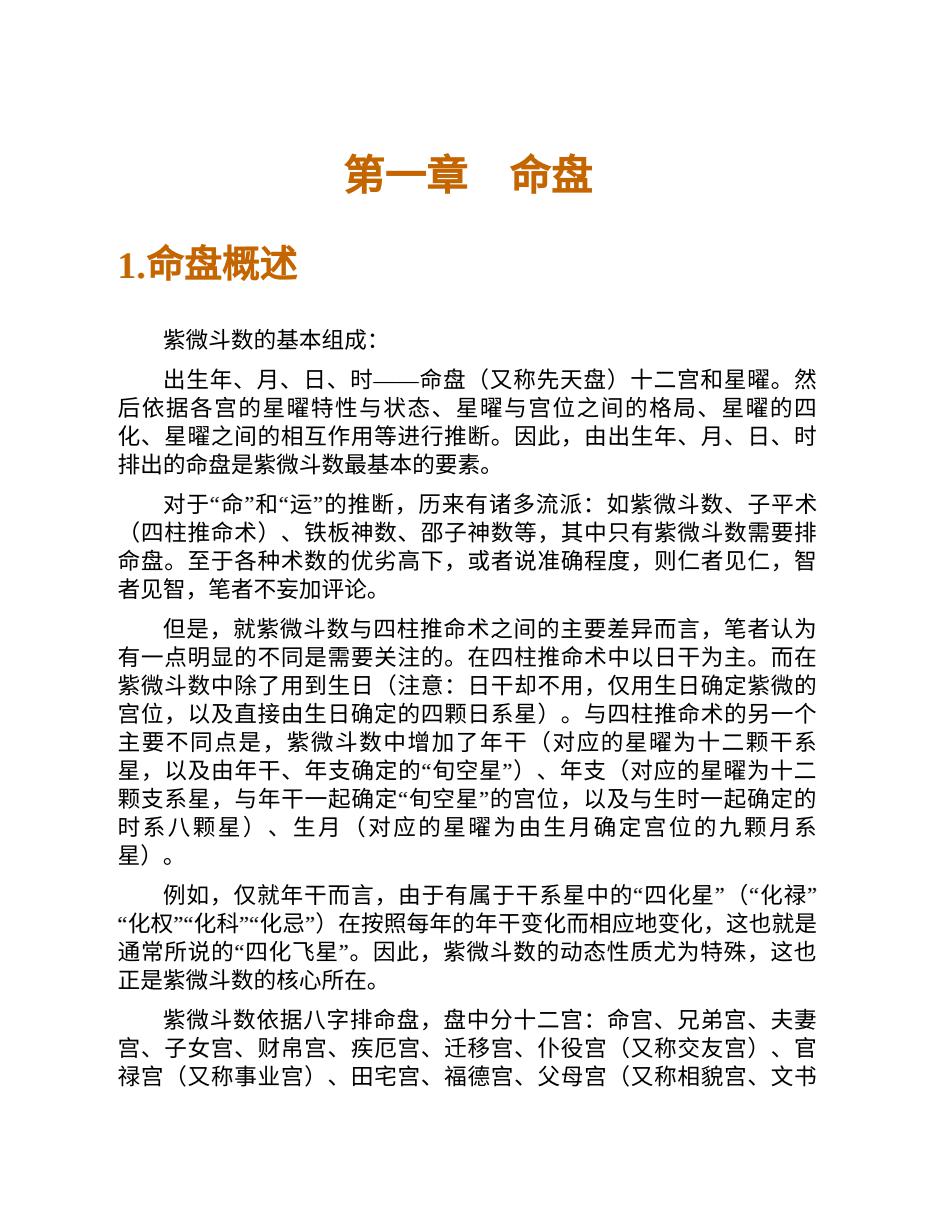 第一章　命盘
1.命盘概述
紫微斗数的基本组成：
出生年、月、日、时——命盘（又称先天盘）十二宫和星曜。然
后依据各宫的星曜特性与状态、星曜与宫位之间的格局、星曜的四
化、星曜之间的相互作用等进行推断。因此，由出生年、月、日、时
排出的命盘是紫微斗数最基本的要素。
对于“命”和“运”的推断，历来有诸多流派：如紫微斗数、子平术
（四柱推命术）、铁板神数、邵子神数等，其中只有紫微斗数需要排
命盘。至于各种术数的优劣高下，或者说准确程度，则仁者见仁，智
者见智，笔者不妄加评论。
但是，就紫微斗数与四柱推命术之间的主要差异而言，笔者认为
有一点明显的不同是需要关注的。在四柱推命术中以日干为主。而在
紫微斗数中除了用到生日（注意：日干却不用，仅用生日确定紫微的
宫位，以及直接由生日确定的四颗日系星）。与四柱推命术的另一个
主要不同点是，紫微斗数中增加了年干（对应的星曜为十二颗干系
星，以及由年干、年支确定的“旬空星”）、年支（对应的星曜为十二
颗支系星，与年干一起确定“旬空星”的宫位，以及与生时一起确定的
时系八颗星）、生月（对应的星曜为由生月确定宫位的九颗月系
星）。
例如，仅就年干而言，由于有属于干系星中的“四化星”（“化禄”
“化权”“化科”“化忌”）在按照每年的年干变化而相应地变化，这也就是
通常所说的“四化飞星”。因此，紫微斗数的动态性质尤为特殊，这也
正是紫微斗数的核心所在。
紫微斗数依据八字排命盘，盘中分十二宫：命宫、兄弟宫、夫妻
宫、子女宫、财帛宫、疾厄宫、迁移宫、仆役宫（又称交友宫）、官
禄宫（又称事业宫）、田宅宫、福德宫、父母宫（又称相貌宫、文书